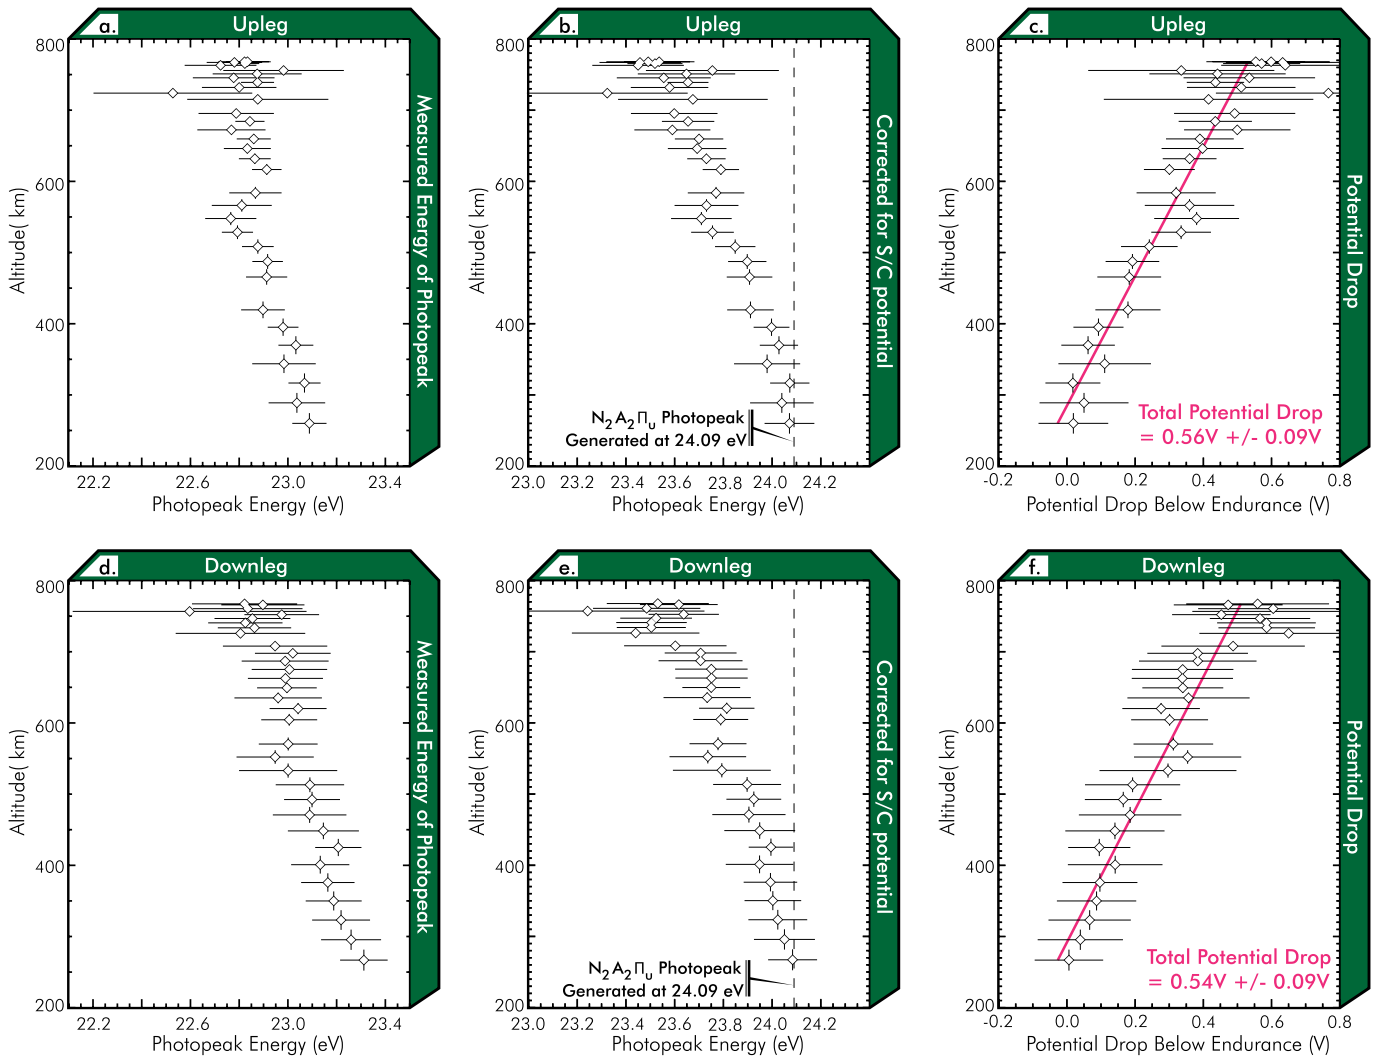 a. Upleg
800
600
400
200
Altitude( km)
22.2 22.6 23.0 23.4
Photopeak Energy (eV)
Measured Energy of Photopeak
b. Upleg
800
600
400
200
Altitude( km)
N2A2Πu Photopeak
Generated at 24.09 eV
23.0 23.2 23.4 23.6 23.8 24.0 24.2
Photopeak Energy (eV)
Corrected for S/C potential
c. Upleg
800
600
400
200
Altitude( km)
Total Potential Drop
= 0.56V +/- 0.09V
-0.2 0.0 0.2 0.4 0.6 0.8
Potential Drop Below Endurance (V)
Potential Drop
d. Downleg
800
600
400
200
Altitude( km)
22.2 22.6 23.0 23.4
Photopeak Energy (eV)
Measured Energy of Photopeak
e. Downleg
800
600
400
200
Altitude( km)
N2A2Πu Photopeak
Generated at 24.09 eV
23.0 23.2 23.4 23.6 23.8 24.0 24.2
Photopeak Energy (eV)
Corrected for S/C potential
f. Downleg
800
600
400
200
Altitude( km)
Total Potential Drop
= 0.54V +/- 0.09V
-0.2 0.0 0.2 0.4 0.6 0.8
Potential Drop Below Endurance (V)
Potential Drop